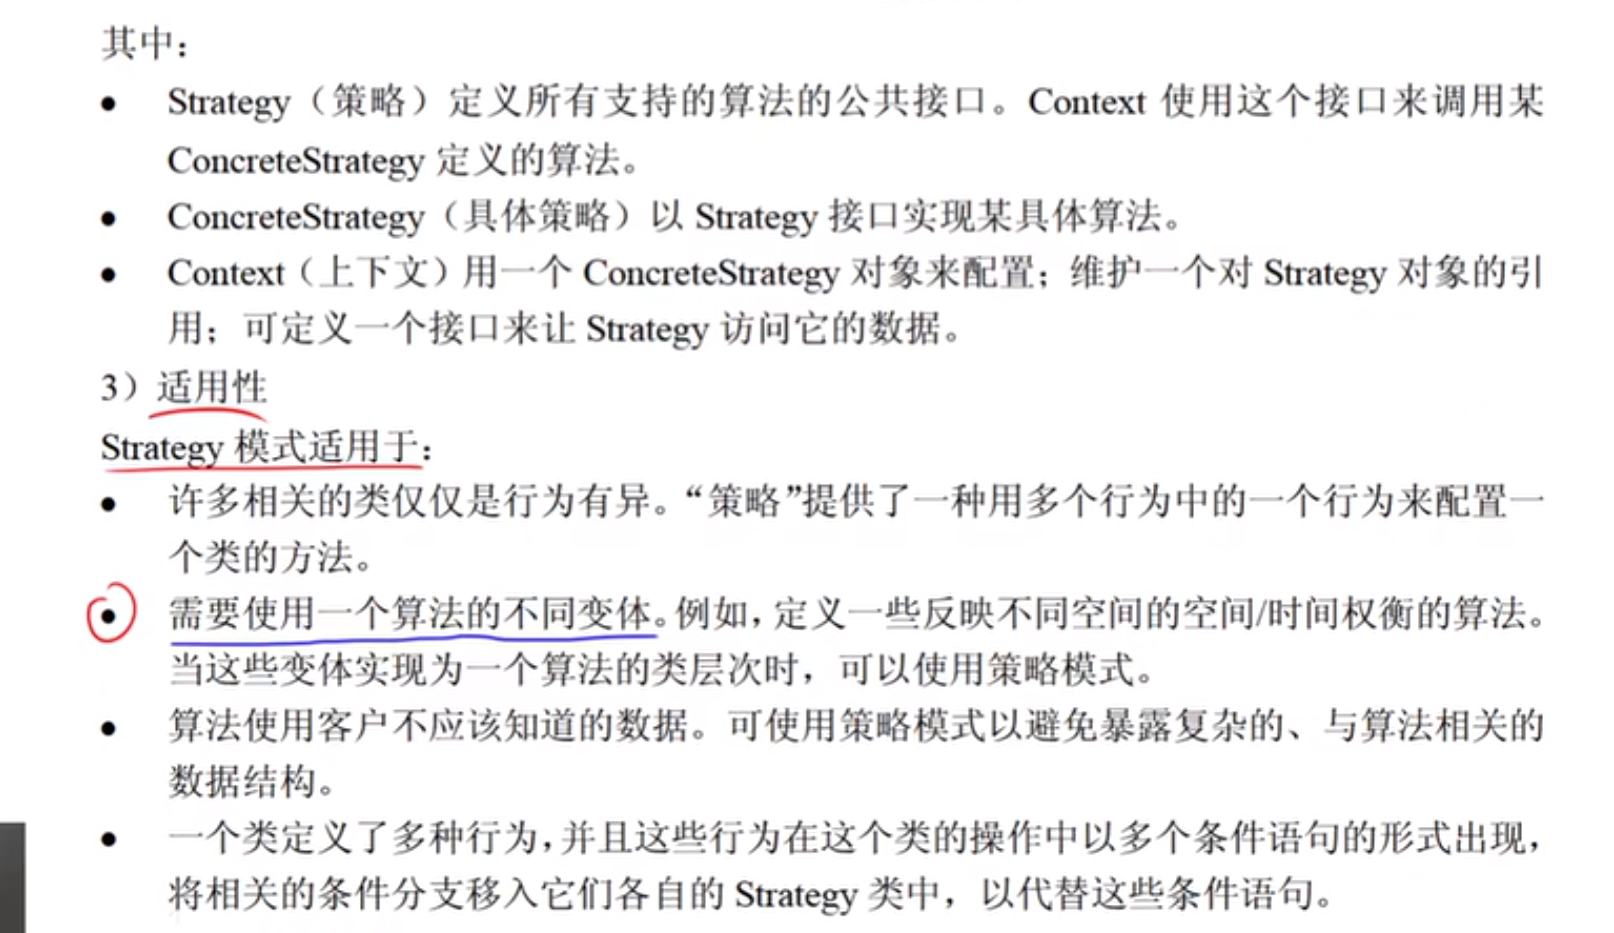 其中：
● Strategy（策略）定义所有支持的算法的公共接口。Context 使用这个接口来调用某
ConcreteStrategy 定义的算法。
● ConcreteStrategy（具体策略）以 Strategy 接口实现某具体算法。
● Context（上下文）用一个 ConcreteStrategy 对象来配置；维护一个对 Strategy 对象的引
用；可定义一个接口来让 Strategy 访问它的数据。
3）适用性
Strategy 模式适用于：
● 许多相关的类仅仅是行为有异。“策略”提供了一种用多个行为中的一个行为来配置一
个类的方法。
● 需要使用一个算法的不同变体。例如，定义一些反映不同空间的空间/时间权衡的算法。
当这些变体实现为一个算法的类层次时，可以使用策略模式。
● 算法使用客户不应该知道的数据。可使用策略模式以避免暴露复杂的、与算法相关的
数据结构。
● 一个类定义了多种行为，并且这些行为在这个类的操作中以多个条件语句的形式出现，
将相关的条件分支移入它们各自的 Strategy 类中，以代替这些条件语句。